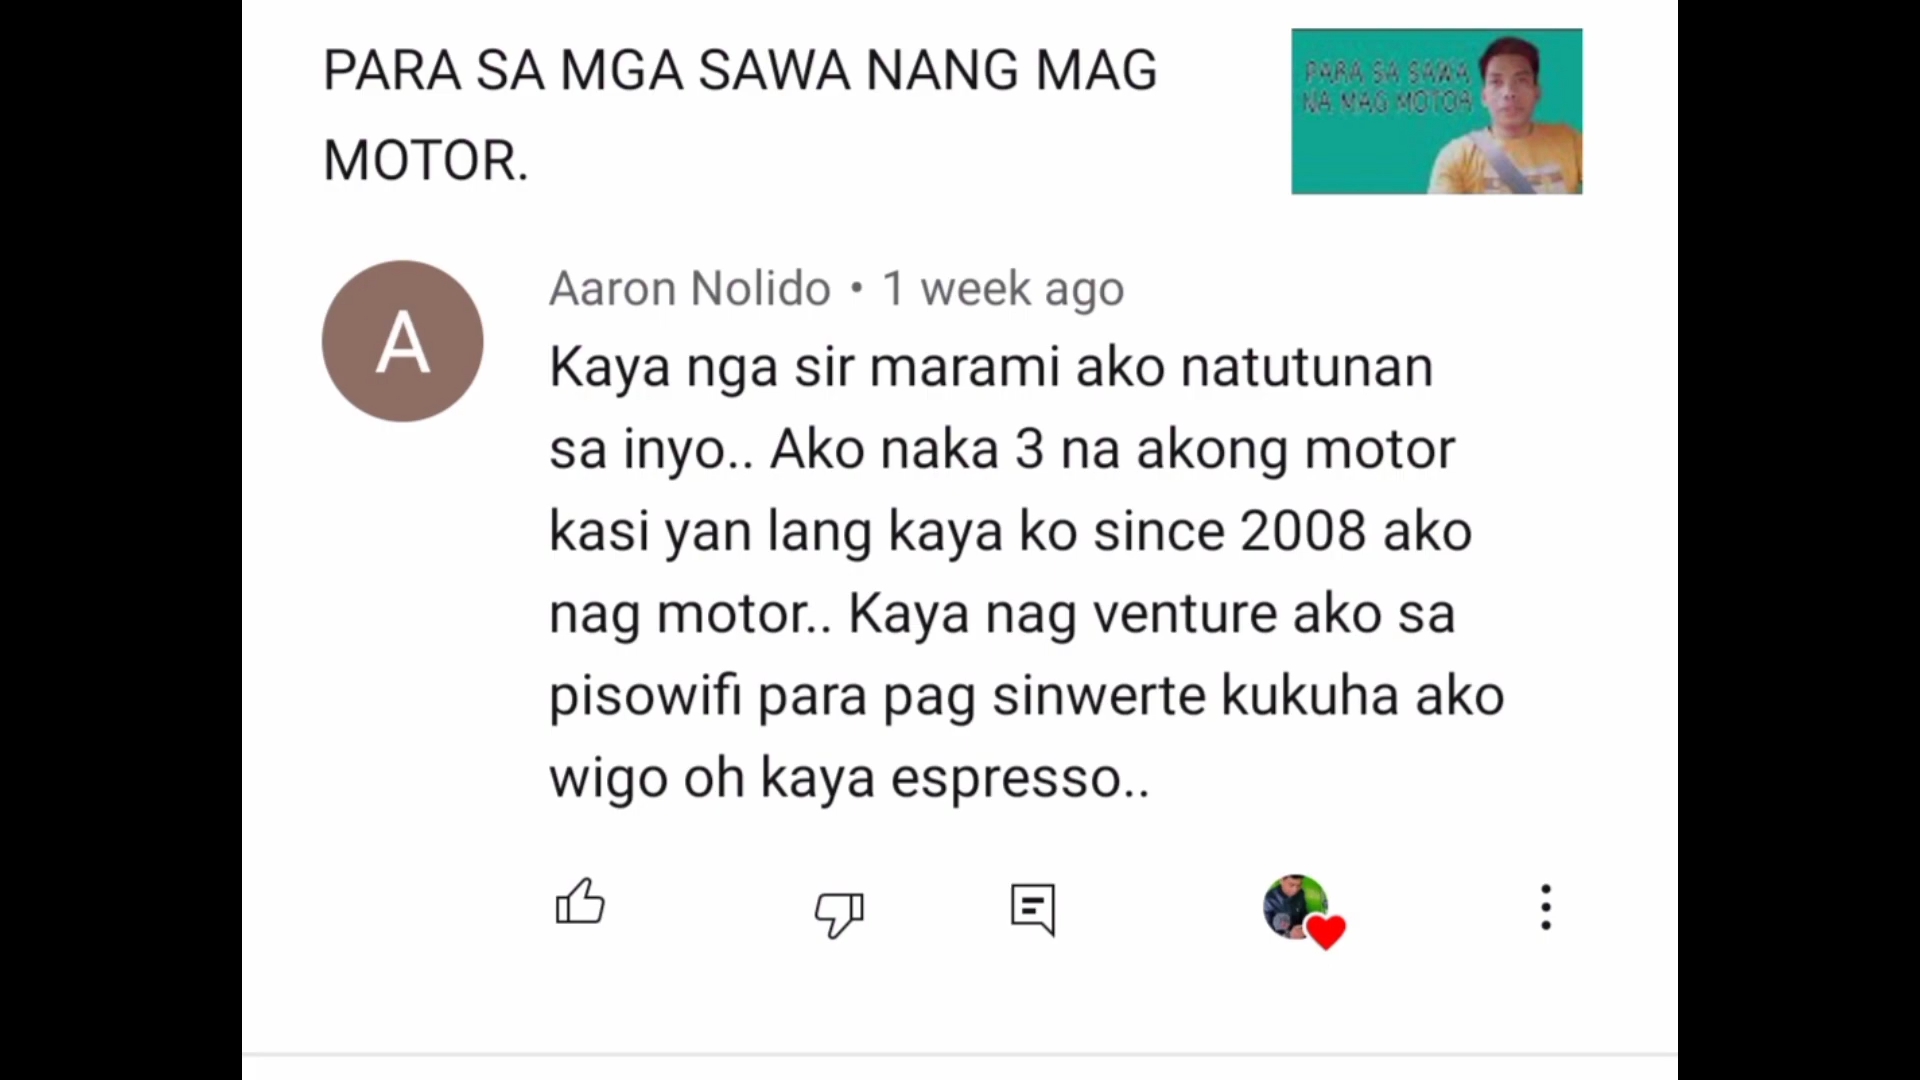 PARA SA MGA SAWA NANG MAG
MOTOR.
PARA SA SAWA
NA MAG MOTOR
A
Aaron Nolido • 1 week ago
Kaya nga sir marami ako natutunan
sa inyo.. Ako naka 3 na akong motor
kasi yan lang kaya ko since 2008 ako
nag motor.. Kaya nag venture ako sa
pisowifi para pag sinwerte kukuha ako
wigo oh kaya espresso..